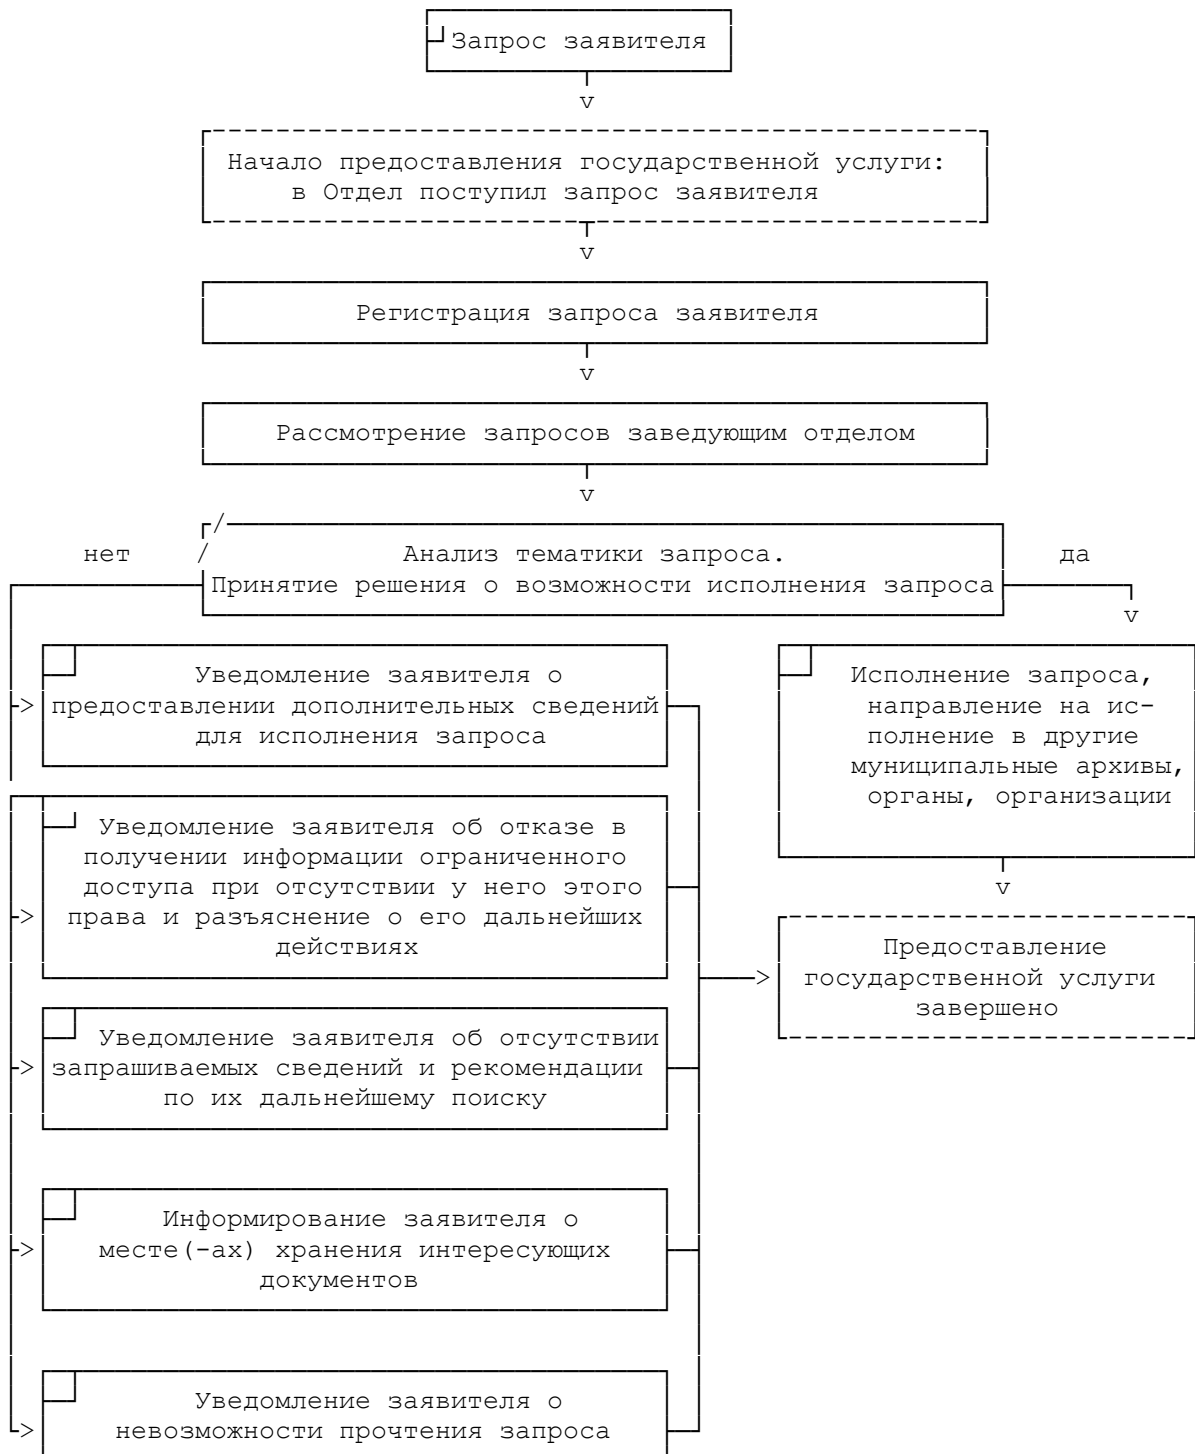 Запрос заявителя
v
Начало предоставления государственной услуги:
в Отдел поступил запрос заявителя
v
Регистрация запроса заявителя
v
Рассмотрение запросов заведующим отделом
v
нет
Анализ тематики запроса.
да
Принятие решения о возможности исполнения запроса
v
Уведомление заявителя о
предоставлении дополнительных сведений
для исполнения запроса
Исполнение запроса,
направление на ис-
полнение в другие
муниципальные архивы,
органы, организации
v
Уведомление заявителя об отказе в
получении информации ограниченного
доступа при отсутствии у него этого
права и разъяснение о его дальнейших
действиях
Предоставление
государственной услуги
завершено
Уведомление заявителя об отсутствии
запрашиваемых сведений и рекомендации
по их дальнейшему поиску
Информирование заявителя о
месте(-ах) хранения интересующих
документов
Уведомление заявителя о
невозможности прочтения запроса